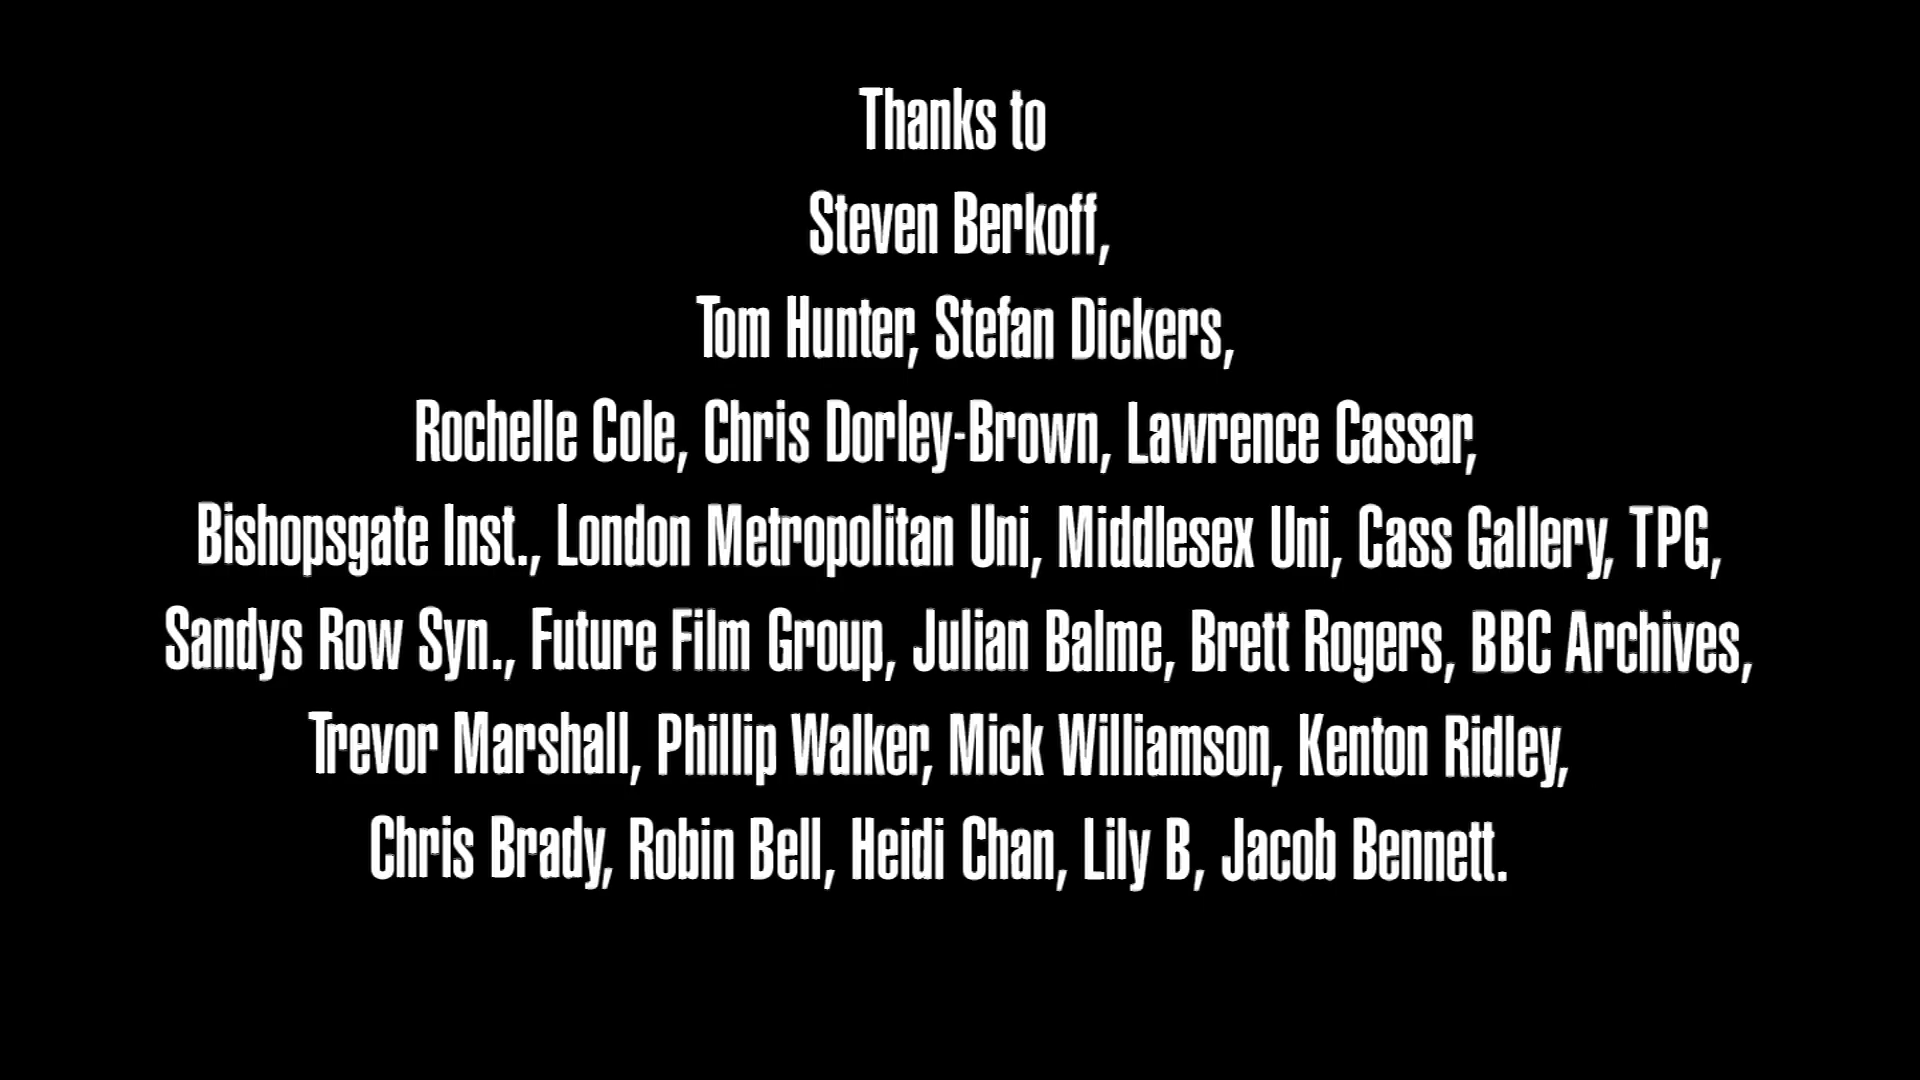 Thanks to
Steven Berkoff,
Tom Hunter, Stefan Dickers,
Rochelle Cole, Chris Dorley-Brown, Lawrence Cassar,
Bishopsgate Inst., London Metropolitan Uni, Middlesex Uni, Cass Gallery, TPG,
Sandys Row Syn., Future Film Group, Julian Balme, Brett Rogers, BBC Archives,
Trevor Marshall, Phillip Walker, Mick Williamson, Kenton Ridley,
Chris Brady, Robin Bell, Heidi Chan, Lily B, Jacob Bennett.